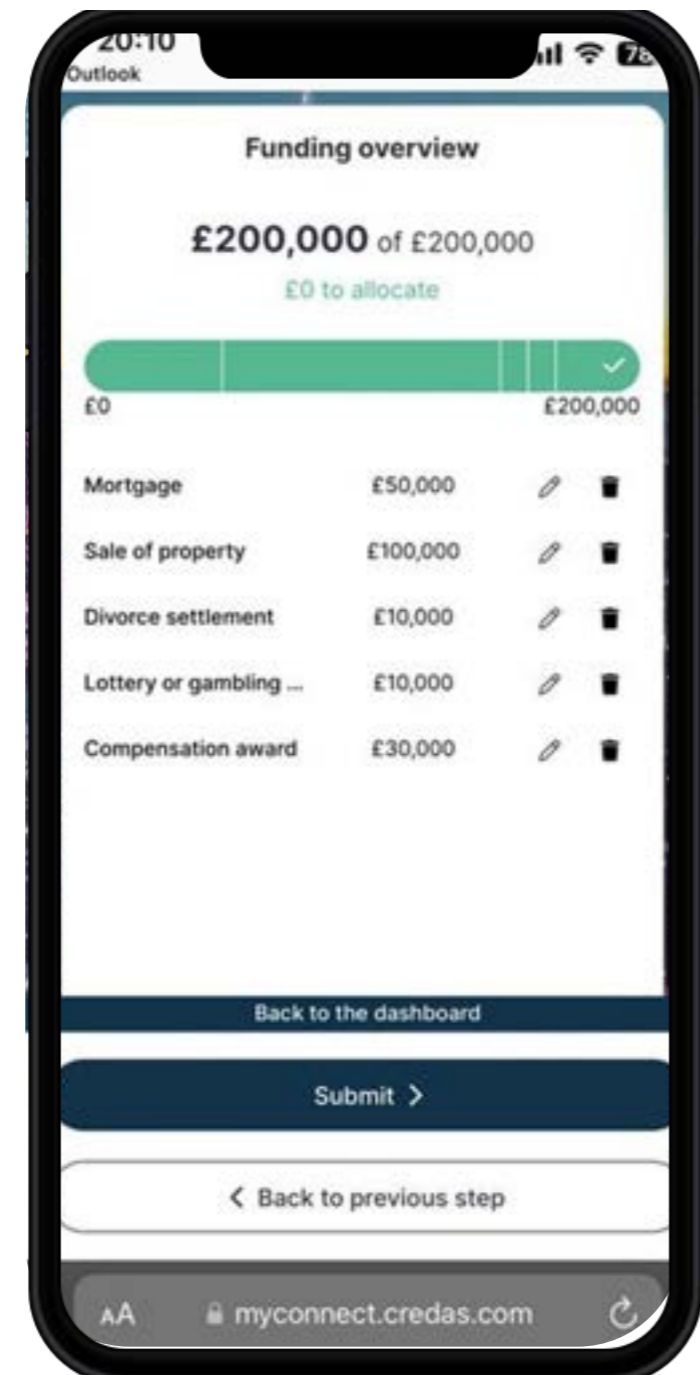 20:10
Outlook
78
Funding overview
£200,000 of £200,000
£0 to allocate
£0 £200,000
Mortgage £50,000
Sale of property £100,000
Divorce settlement £10,000
Lottery or gambling ... £10,000
Compensation award £30,000
Back to the dashboard
Submit >
< Back to previous step
AA myconnect.credas.com